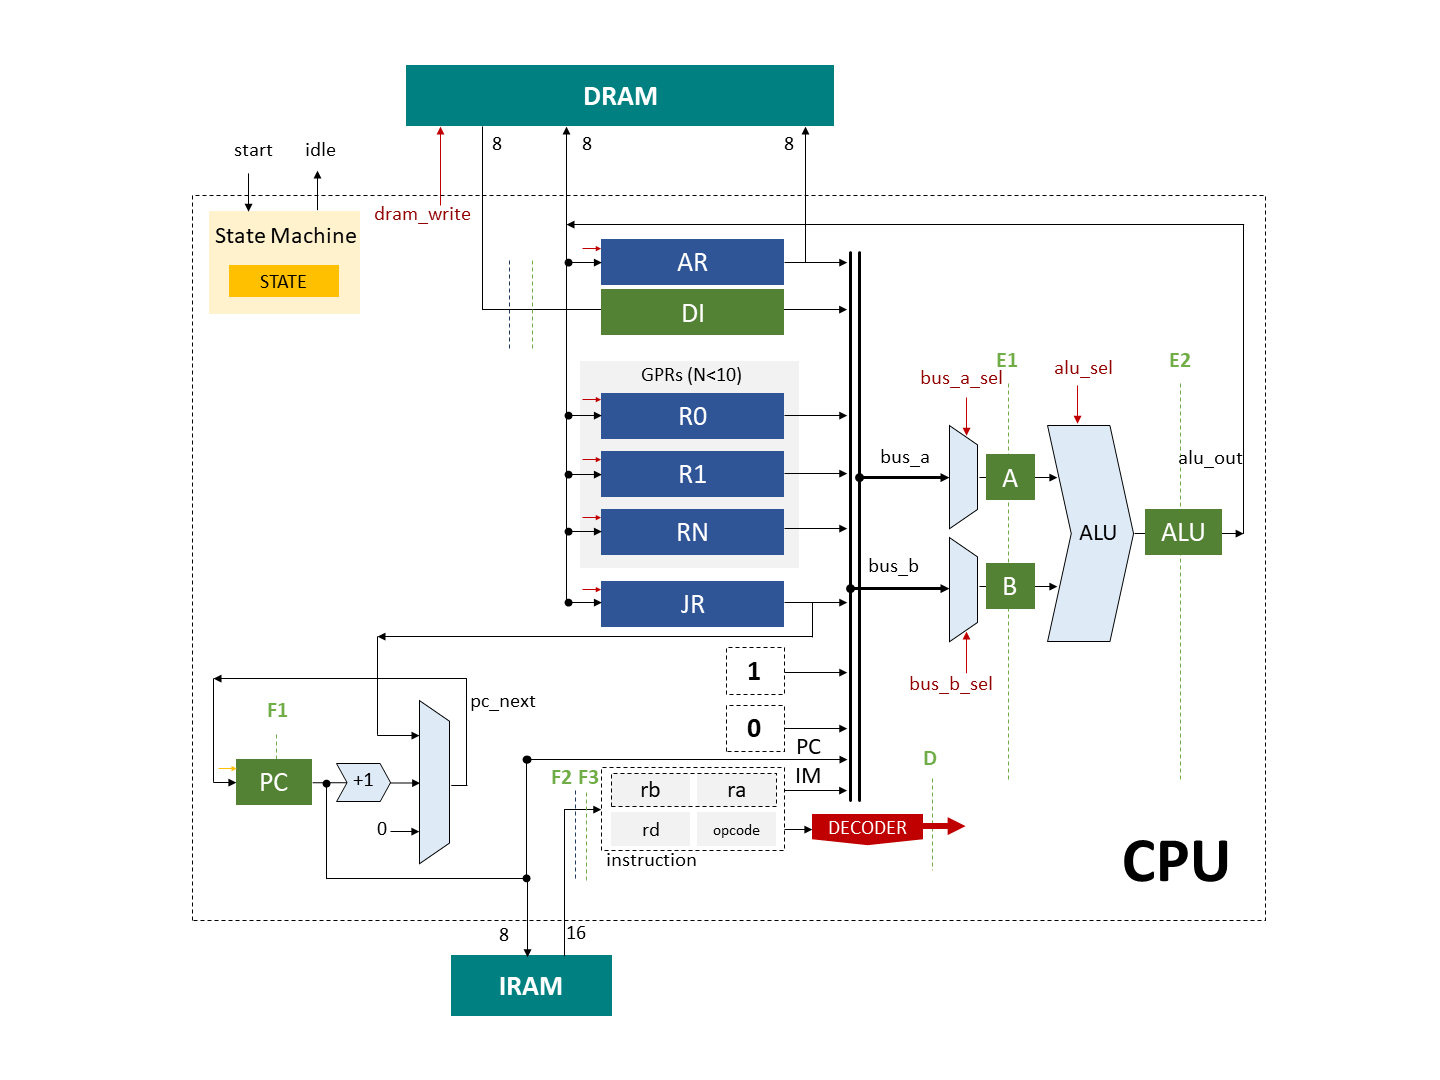 DRAM
8
8
8
start
idle
dram_write
State Machine
STATE
AR
DI
GPRs (N<10)
R0
R1
RN
JR
E1
E2
bus_a_sel
alu_sel
bus_a
alu_out
A
ALU
ALU
bus_b
B
bus_b_sel
1
0
PC
IM
pc_next
F1
PC
+1
0
F2
F3
rb
ra
rd
opcode
instruction
DECODER
D
CPU
8
16
IRAM